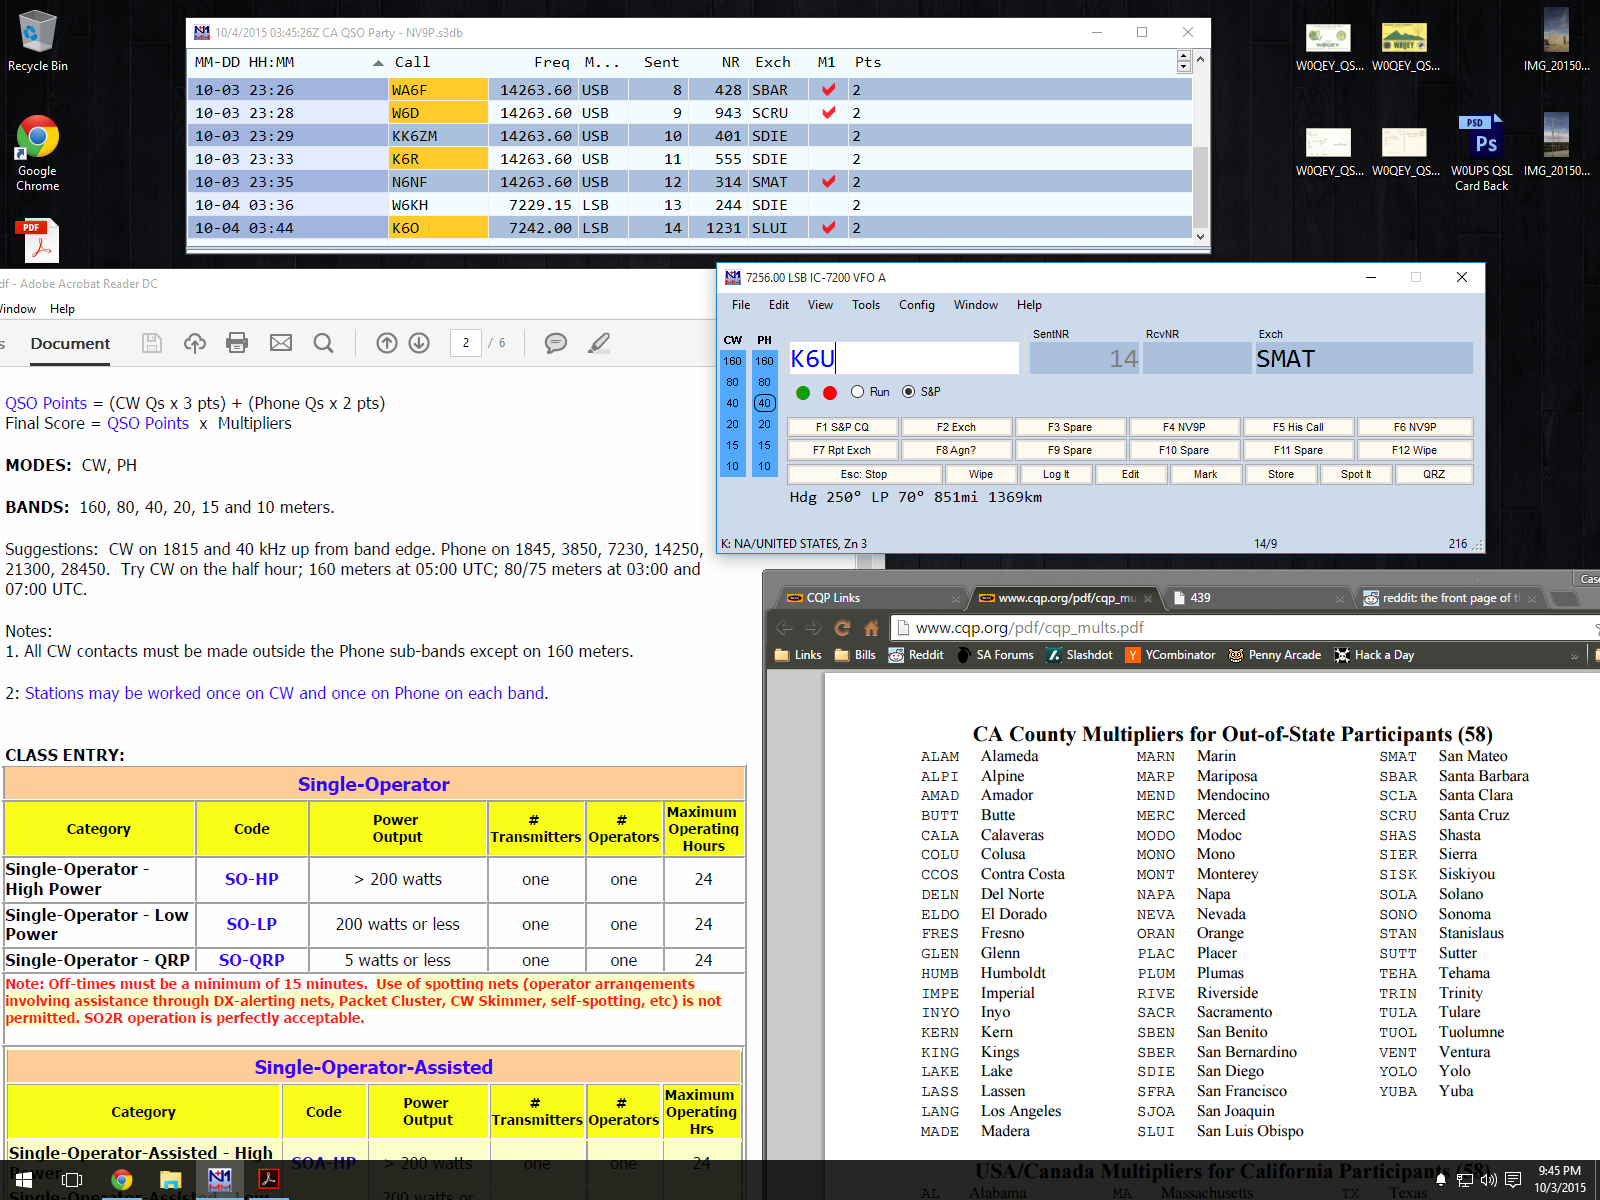 Recycle Bin
Google Chrome
10/4/2015 03:45:26Z CA QSO Party - NV9P.s3db
MM-DD HH:MM Call Freq M... Sent NR Exch M1 Pts
10-03 23:26 WA6F 14263.60 USB 8 428 SBAR 2
10-03 23:28 W6D 14263.60 USB 9 943 SCRU 2
10-03 23:29 KK6ZM 14263.60 USB 10 401 SDIE 2
10-03 23:33 K6R 14263.60 USB 11 555 SDIE 2
10-03 23:35 N6NF 14263.60 USB 12 314 SMAT 2
10-04 03:36 W6KH 7229.15 LSB 13 244 SDIE 2
10-04 03:44 K6O 7242.00 LSB 14 1231 SLUI 2
W0QEY_QS... W0QEY_QS... IMG_20150...
PSD
Ps
W0QEY_QS... W0QEY_QS... W0UPS QSL Card Back IMG_20150...
PDF
df - Adobe Acrobat Reader DC
Window Help
s Document 2 / 6
QSO Points = (CW Qs x 3 pts) + (Phone Qs x 2 pts)
Final Score = QSO Points x Multipliers
MODES: CW, PH
BANDS: 160, 80, 40, 20, 15 and 10 meters.
Suggestions: CW on 1815 and 40 kHz up from band edge. Phone on 1845, 3850, 7230, 14250,
21300, 28450. Try CW on the half hour; 160 meters at 05:00 UTC; 80/75 meters at 03:00 and
07:00 UTC.
Notes:
1. All CW contacts must be made outside the Phone sub-bands except on 160 meters.
2: Stations may be worked once on CW and once on Phone on each band.
CLASS ENTRY:
Single-Operator
Category Code Power Output # Transmitters # Operators Maximum Operating Hours
Single-Operator - High Power SO-HP > 200 watts one one 24
Single-Operator - Low Power SO-LP 200 watts or less one one 24
Single-Operator - QRP SO-QRP 5 watts or less one one 24
Note: Off-times must be a minimum of 15 minutes. Use of spotting nets (operator arrangements
involving assistance through DX-alerting nets, Packet Cluster, CW Skimmer, self-spotting, etc) is not
permitted. SO2R operation is perfectly acceptable.
Single-Operator-Assisted
Category Code Power Output # Transmitters # Operators Maximum Operating Hrs
Single-Operator-Assisted - High Power SOA-HP > 200 watts one one 24
Single-Operator-Assisted - Low 200 watts or
7256.00 LSB IC-7200 VFO A
File Edit View Tools Config Window Help
CW PH SentNR RcvNR Exch
K6U 14 SMAT
160 160
80 80
40 40
20 20
15 15
10 10
Run S&P
F1 S&P CQ F2 Exch F3 Spare F4 NV9P F5 His Call F6 NV9P
F7 Rpt Exch F8 Agn? F9 Spare F10 Spare F11 Spare F12 Wipe
Esc: Stop Wipe Log It Edit Mark Store Spot It QRZ
Hdg 250° LP 70° 851mi 1369km
K: NA/UNITED STATES, Zn 3 14/9 216
Cas
CQP Links www.cqp.org/pdf/cqp_mu 439 reddit: the front page of t
www.cqp.org/pdf/cqp_mults.pdf
Links Bills Reddit SA Forums Slashdot YCombinator Penny Arcade Hack a Day »
CA County Multipliers for Out-of-State Participants (58)
ALAM Alameda MARN Marin SMAT San Mateo
ALPI Alpine MARP Mariposa SBAR Santa Barbara
AMAD Amador MEND Mendocino SCLA Santa Clara
BUTT Butte MERC Merced SCRU Santa Cruz
CALA Calaveras MODO Modoc SHAS Shasta
COLU Colusa MONO Mono SIER Sierra
CCOS Contra Costa MONT Monterey SISK Siskiyou
DELN Del Norte NAPA Napa SOLA Solano
ELDO El Dorado NEVA Nevada SONO Sonoma
FRES Fresno ORAN Orange STAN Stanislaus
GLEN Glenn PLAC Placer SUTT Sutter
HUMB Humboldt PLUM Plumas TEHA Tehama
IMPE Imperial RIVE Riverside TRIN Trinity
INYO Inyo SACR Sacramento TULA Tulare
KERN Kern SBEN San Benito TUOL Tuolumne
KING Kings SBER San Bernardino VENT Ventura
LAKE Lake SDIE San Diego YOLO Yolo
LASS Lassen SFRA San Francisco YUBA Yuba
LANG Los Angeles SJOA San Joaquin
MADE Madera SLUI San Luis Obispo
USA/Canada Multipliers for California Participants (58)
AL Alabama MA Massachusetts TX Texas
9:45 PM
10/3/2015